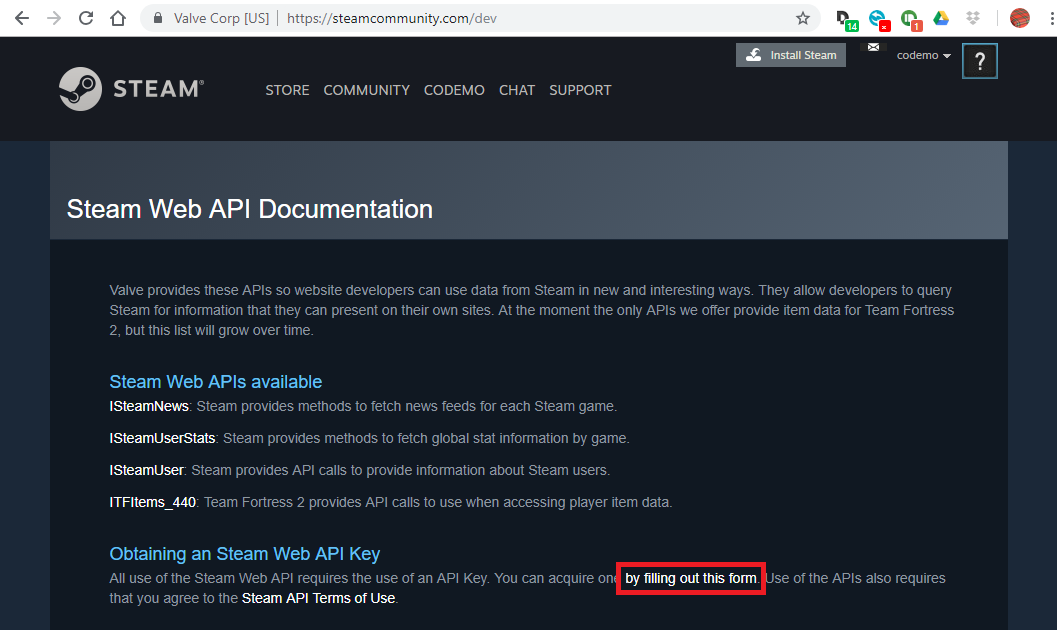 Valve Corp [US] | https://steamcommunity.com/dev
14
x
1
Install Steam
codemo
?
STEAM®
STORE COMMUNITY CODEMO CHAT SUPPORT
Steam Web API Documentation
Valve provides these APIs so website developers can use data from Steam in new and interesting ways. They allow developers to query
Steam for information that they can present on their own sites. At the moment the only APIs we offer provide item data for Team Fortress
2, but this list will grow over time.
Steam Web APIs available
ISteamNews: Steam provides methods to fetch news feeds for each Steam game.
ISteamUserStats: Steam provides methods to fetch global stat information by game.
ISteamUser: Steam provides API calls to provide information about Steam users.
ITFItems_440: Team Fortress 2 provides API calls to use when accessing player item data.
Obtaining an Steam Web API Key
All use of the Steam Web API requires the use of an API Key. You can acquire one by filling out this form. Use of the APIs also requires
that you agree to the Steam API Terms of Use.